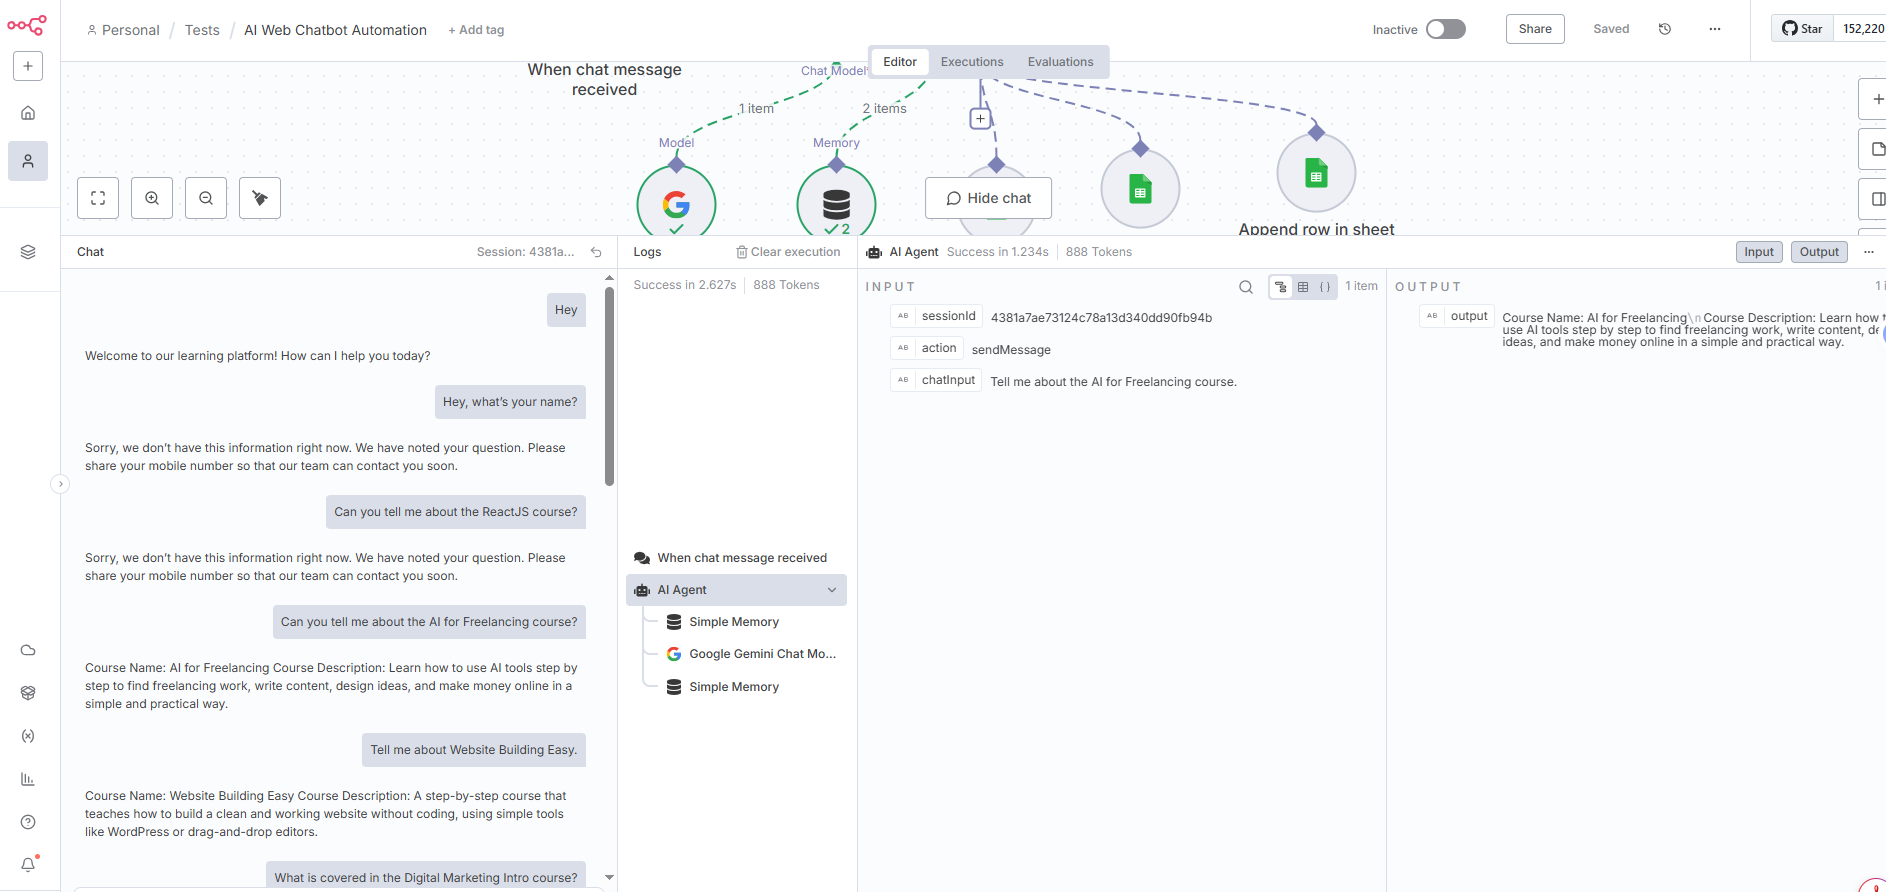 Personal / Tests / AI Web Chatbot Automation + Add tag
Inactive
Share
Saved
Star
152,220
Editor
Executions
Evaluations
When chat message
received
Chat Model
1 item
2 items
Model
Memory
2
Hide chat
Append row in sheet
Chat
Session: 4381a...
Hey
Welcome to our learning platform! How can I help you today?
Hey, what's your name?
Sorry, we don't have this information right now. We have noted your question. Please
share your mobile number so that our team can contact you soon.
Can you tell me about the ReactJS course?
Sorry, we don't have this information right now. We have noted your question. Please
share your mobile number so that our team can contact you soon.
Can you tell me about the AI for Freelancing course?
Course Name: AI for Freelancing Course Description: Learn how to use AI tools step by
step to find freelancing work, write content, design ideas, and make money online in a
simple and practical way.
Tell me about Website Building Easy.
Course Name: Website Building Easy Course Description: A step-by-step course that
teaches how to build a clean and working website without coding, using simple tools
like WordPress or drag-and-drop editors.
What is covered in the Digital Marketing Intro course?
Logs
Clear execution
Success in 2.627s | 888 Tokens
When chat message received
AI Agent
Simple Memory
Google Gemini Chat Mo...
Simple Memory
AI Agent Success in 1.234s | 888 Tokens
Input
Output
INPUT
1 item
AB sessionId 4381a7ae73124c78a13d340dd90fb94b
AB action sendMessage
AB chatInput Tell me about the AI for Freelancing course.
OUTPUT
1
AB output Course Name: AI for Freelancing\n Course Description: Learn how
use AI tools step by step to find freelancing work, write content,
ideas, and make money online in a simple and practical way.